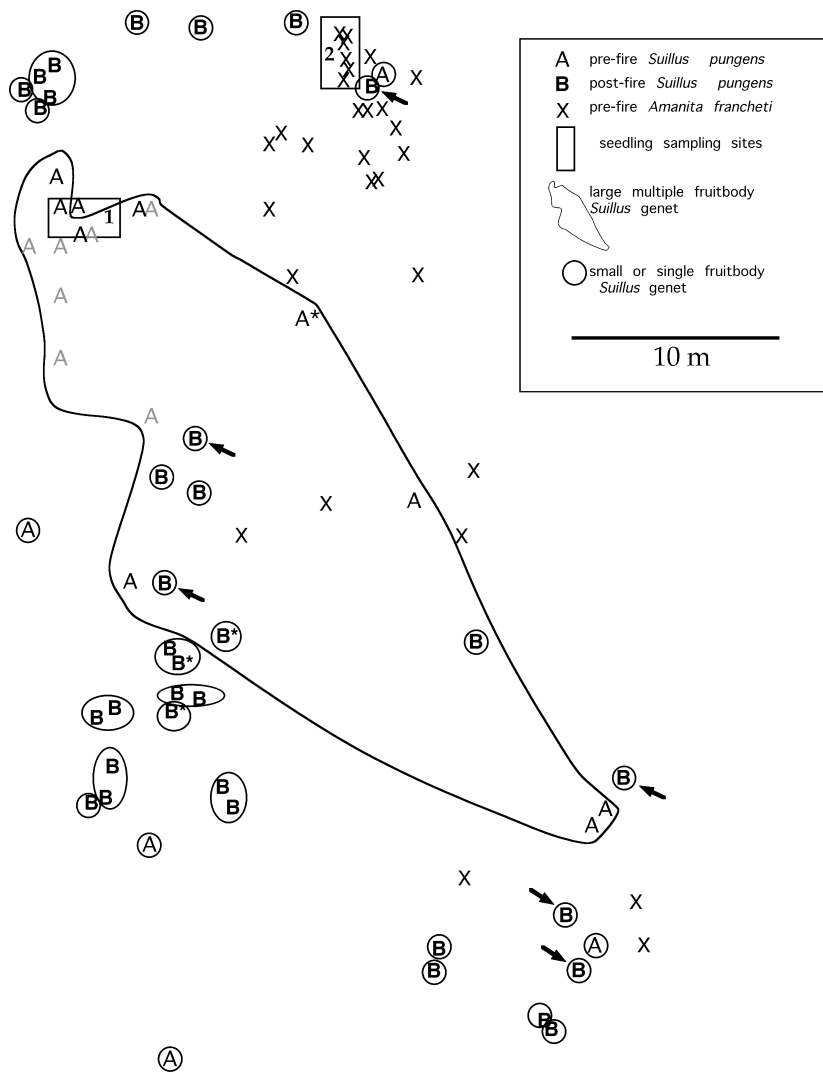 B B B
X X
X
2 X X
B
B X A X
X B
B
B
B X X X
X
X X X
X X
A X X
A A A A X
1
A A
A A
X X
A
A*
A
A
B
X
B
B X A
A X X
A B
B*
B B
B*
B B
B B B*
B
B
B B
B B
A
A
A
X
X
B
B A X
B B
B
B
A
A pre-fire Suillus pungens
B post-fire Suillus pungens
X pre-fire Amanita francheti
seedling sampling sites
large multiple fruitbody
Suillus genet
small or single fruitbody
Suillus genet
10 m